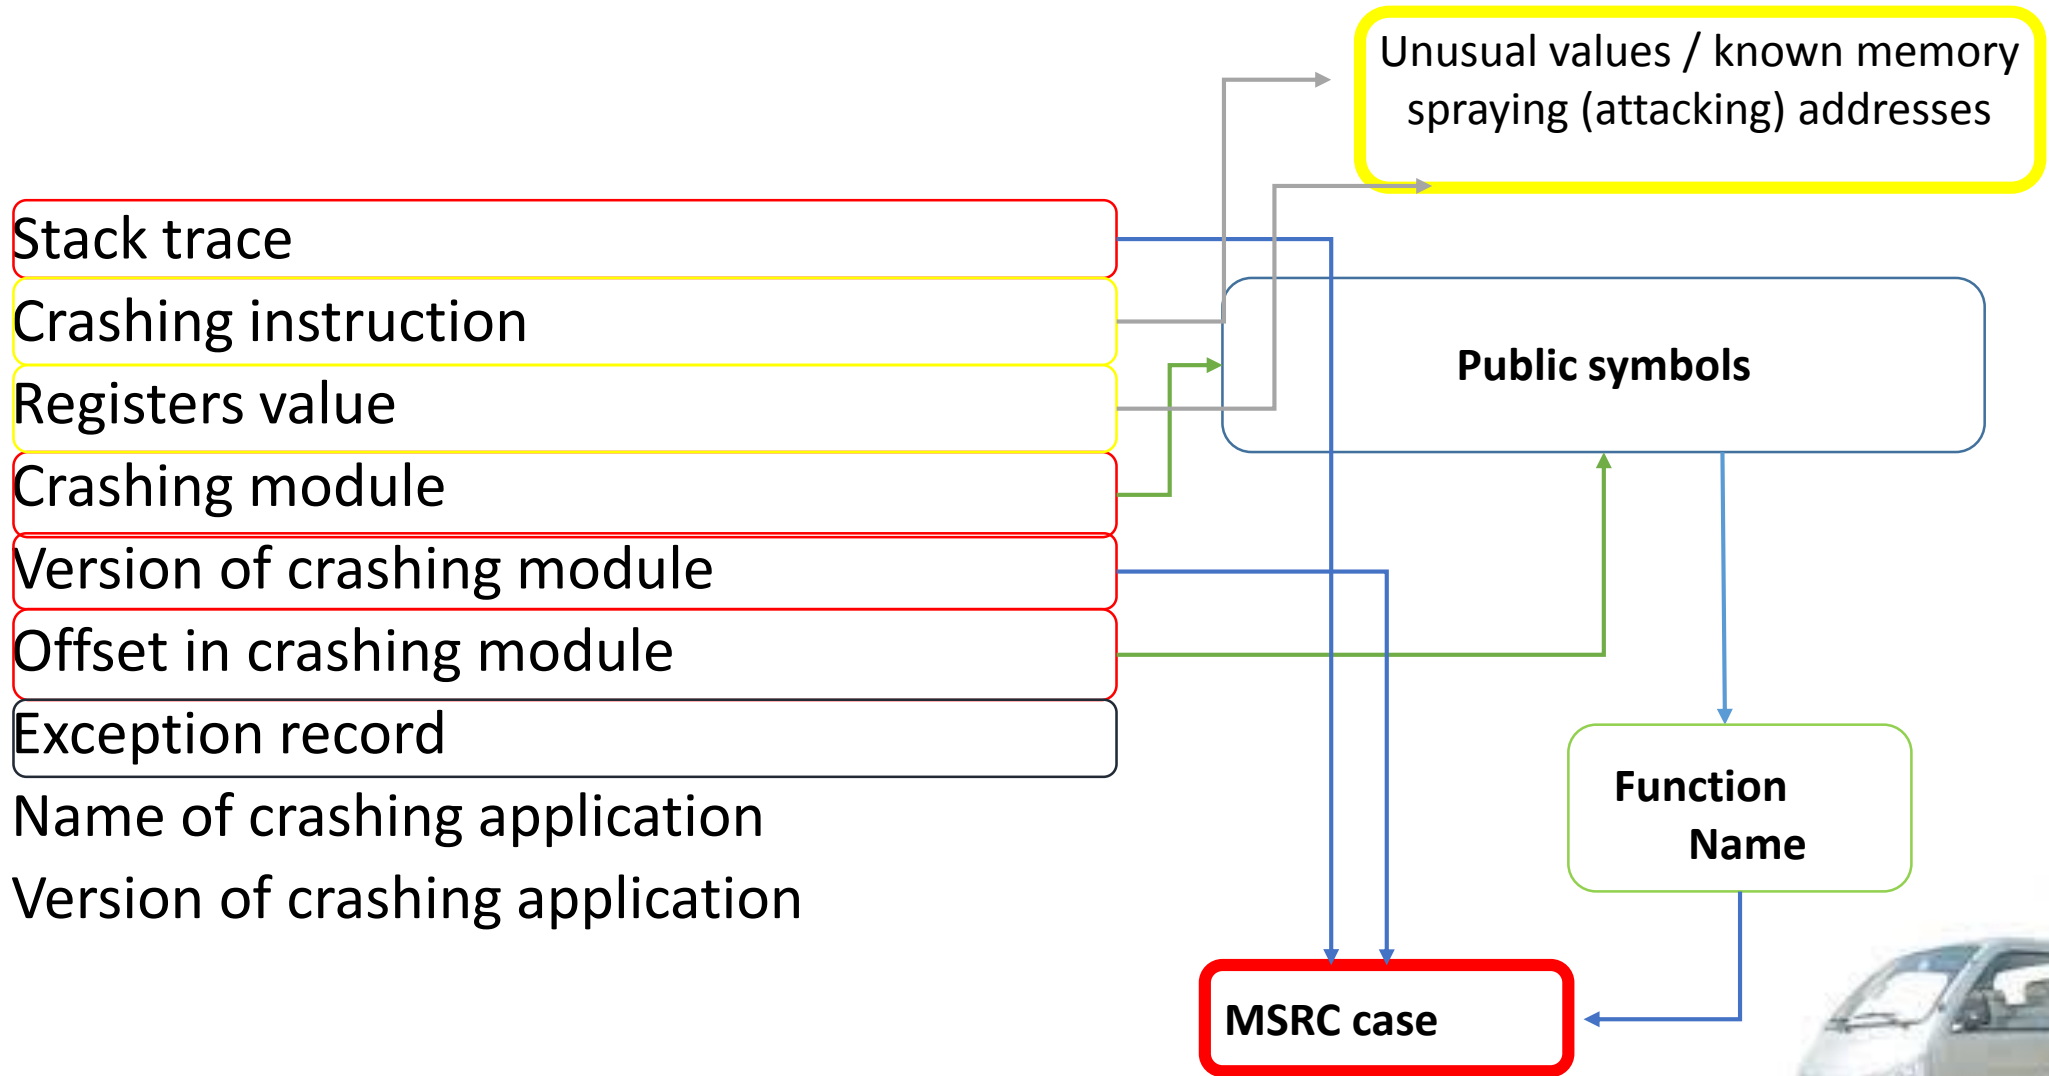 Unusual values / known memory
spraying (attacking) addresses
Stack trace
Crashing instruction
Registers value
Crashing module
Version of crashing module
Offset in crashing module
Exception record
Name of crashing application
Version of crashing application
Public symbols
Function
Name
MSRC case